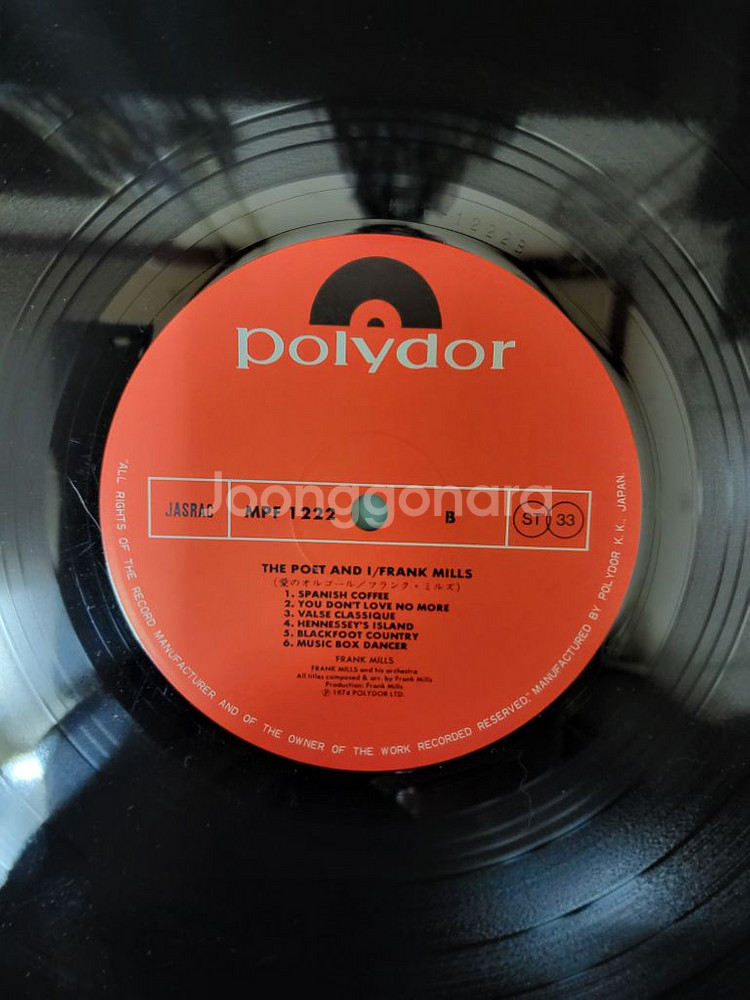 12223
polydor
Joonggonara
JASRAC MPF 1222 B ST 33
THE POET AND I/FRANK MILLS
(愛のオルゴール/フランク・ミルズ)
1. SPANISH COFFEE
2. YOU DON'T LOVE NO MORE
3. VALSE CLASSIQUE
4. HENNESSEY'S ISLAND
5. BLACKFOOT COUNTRY
6. MUSIC BOX DANCER
FRANK MILLS
FRANK MILLS and his orchestra
All titles composed & arr. by Frank Mills
Production: Frank Mills
Ⓟ 1974 POLYDOR LTD.
"ALL RIGHTS OF THE RECORD MANUFACTURER AND OF THE OWNER OF THE WORK RECORDED RESERVED." MANUFACTURED BY POLYDOR K.K., JAPAN